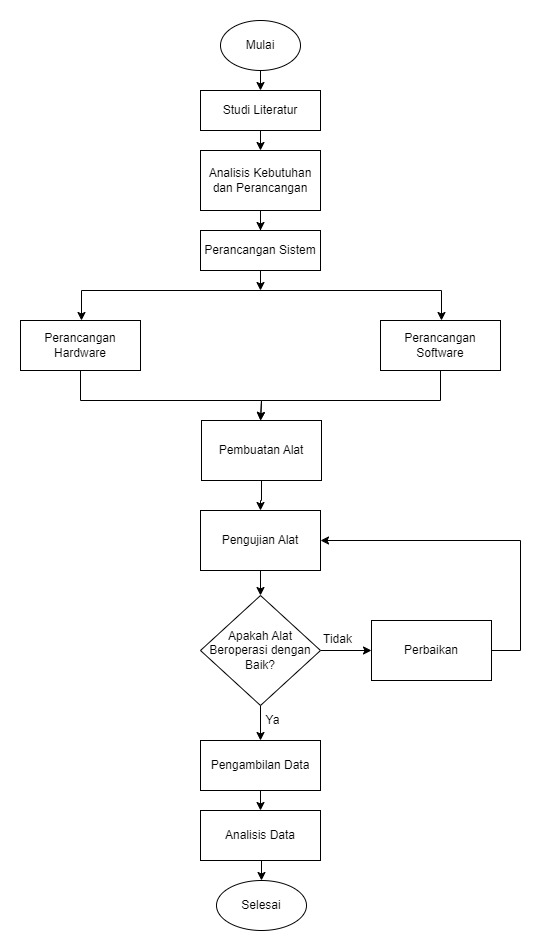 Mulai
Studi Literatur
Analisis Kebutuhan
dan Perancangan
Perancangan Sistem
Perancangan
Hardware
Perancangan
Software
Pembuatan Alat
Pengujian Alat
Apakah Alat
Beroperasi dengan
Baik?
Tidak
Perbaikan
Ya
Pengambilan Data
Analisis Data
Selesai